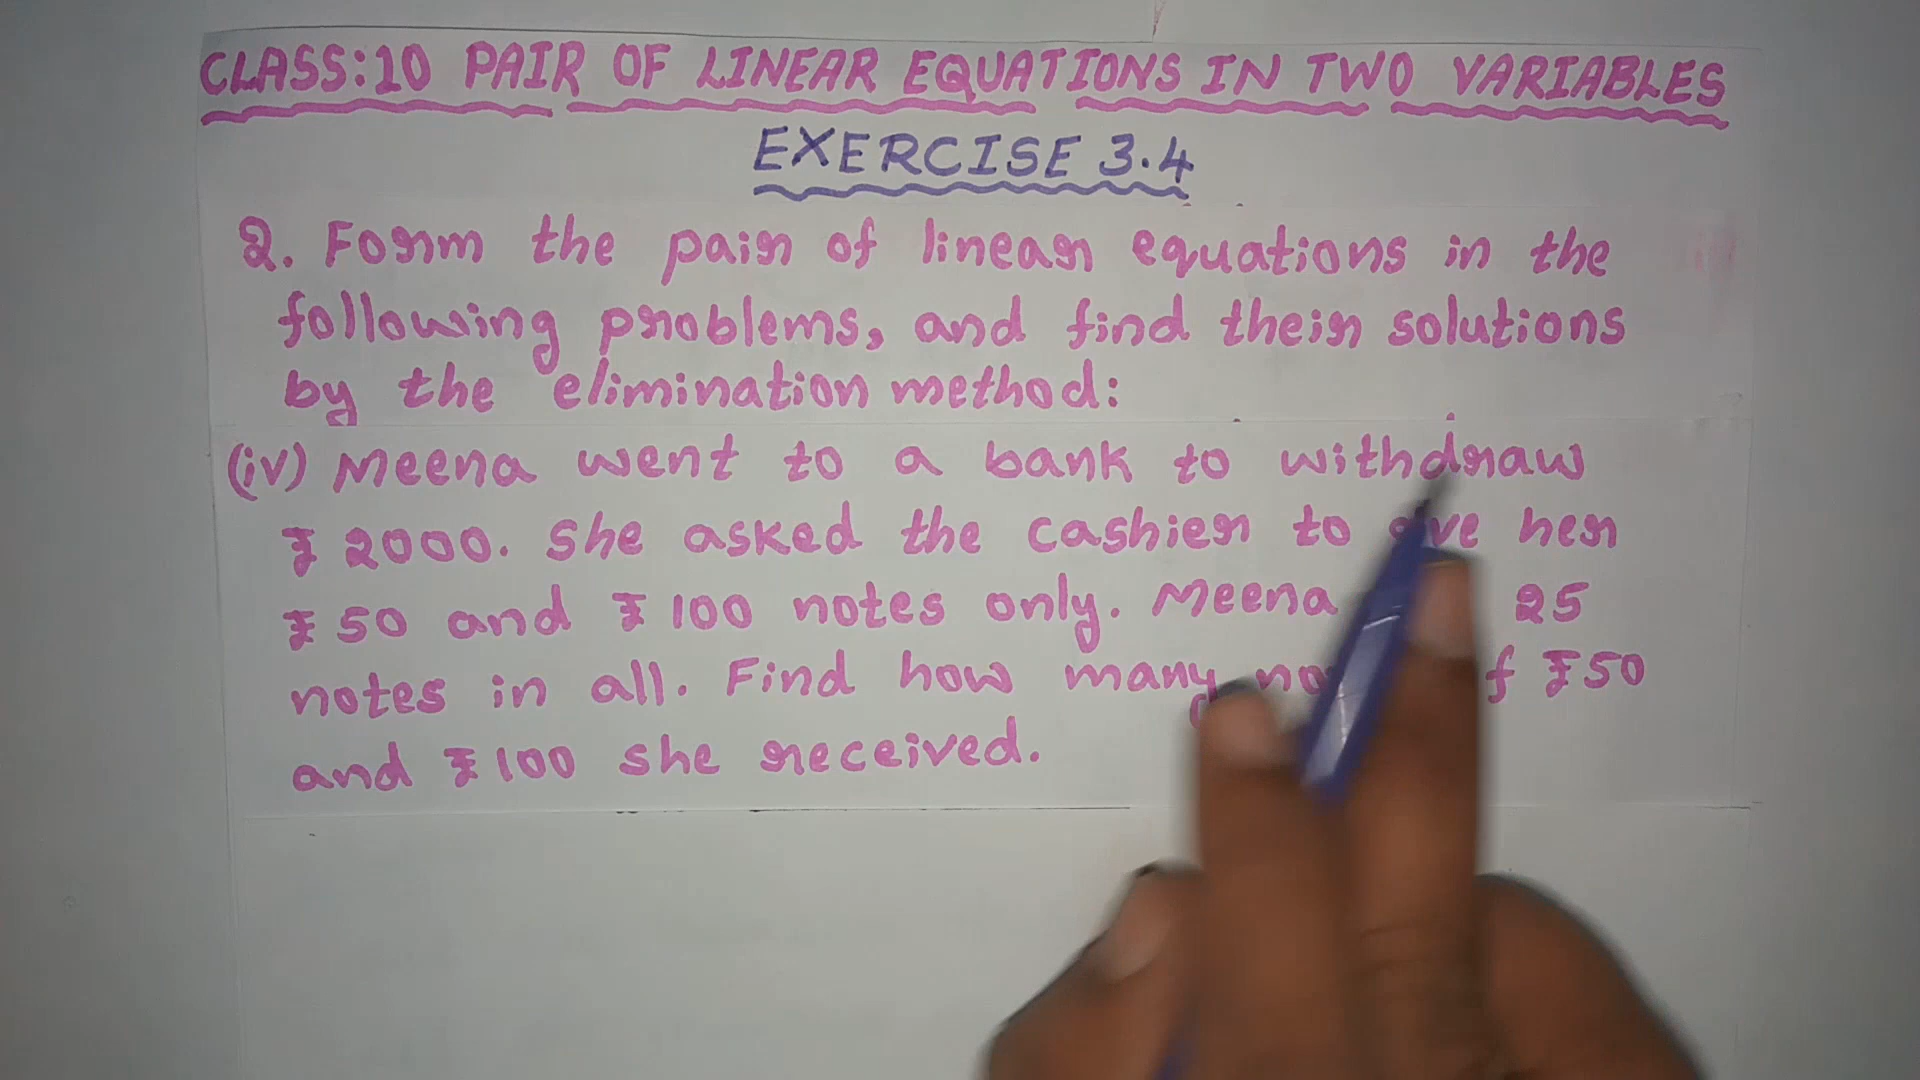 CLASS:10 PAIR OF LINEAR EQUATIONS IN TWO VARIABLES
EXERCISE 3.4
2. Form the pair of linear equations in the
following problems, and find their solutions
by the elimination method:
(iv) Meena went to a bank to withdraw
₹ 2000. She asked the cashier to give her
₹ 50 and ₹ 100 notes only. Meena 25
notes in all. Find how many ₹50
and ₹100 she received.